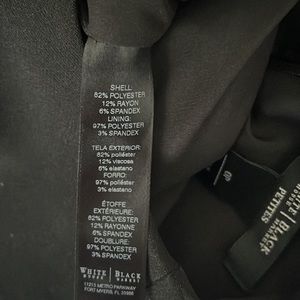 SHELL:
82% POLYESTER
12% RAYON
6% SPANDEX
LINING:
97% POLYESTER
3% SPANDEX
TELA EXTERIOR:
82% poliéster
12% viscosa
6% elastano
FORRO:
97% poliéster
3% elastano
ÉTOFFE
EXTÉRIEURE:
82% POLYESTER
12% RAYONNE
6% SPANDEX
DOUBLURE:
97% POLYESTER
3% SPANDEX
WHITE BLACK
HOUSE MARKET
11215 METRO PARKWAY
FORT MYERS, FL 33966
BLACK
MARKET
PETITES